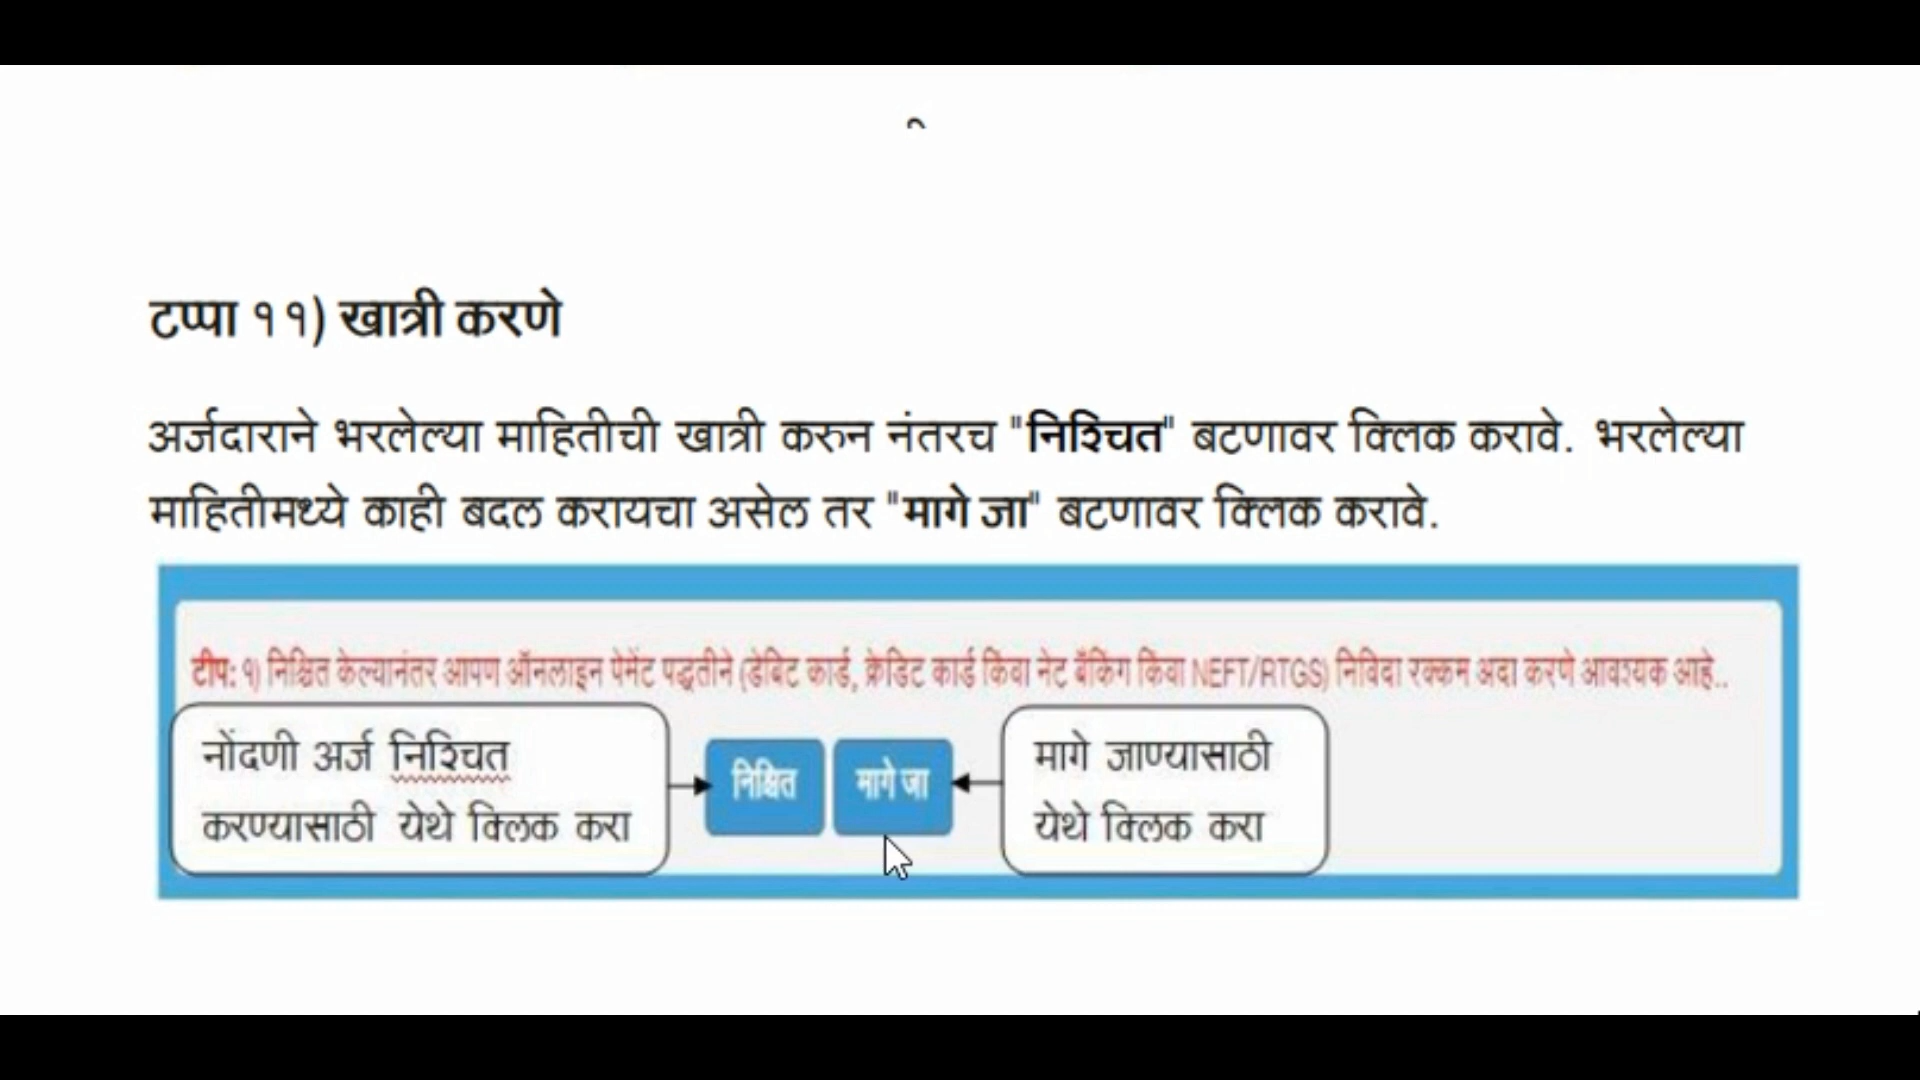 टप्पा ११) खात्री करणे
अर्जदाराने भरलेल्या माहितीची खात्री करुन नंतरच "निश्चित" बटणावर क्लिक करावे. भरलेल्या
माहितीमध्ये काही बदल करायचा असेल तर "मागे जा" बटणावर क्लिक करावे.
टीप: १) निश्चित केल्यानंतर आपण ऑनलाइन पेमेंट पद्धतीने (डेबिट कार्ड, क्रेडिट कार्ड किंवा नेट बँकिंग किंवा NEFT/RTGS) निविदा रक्कम अदा करणे आवश्यक आहे..
नोंदणी अर्ज निश्चित
करण्यासाठी येथे क्लिक करा
निश्चित
मागे जा
मागे जाण्यासाठी
येथे क्लिक करा